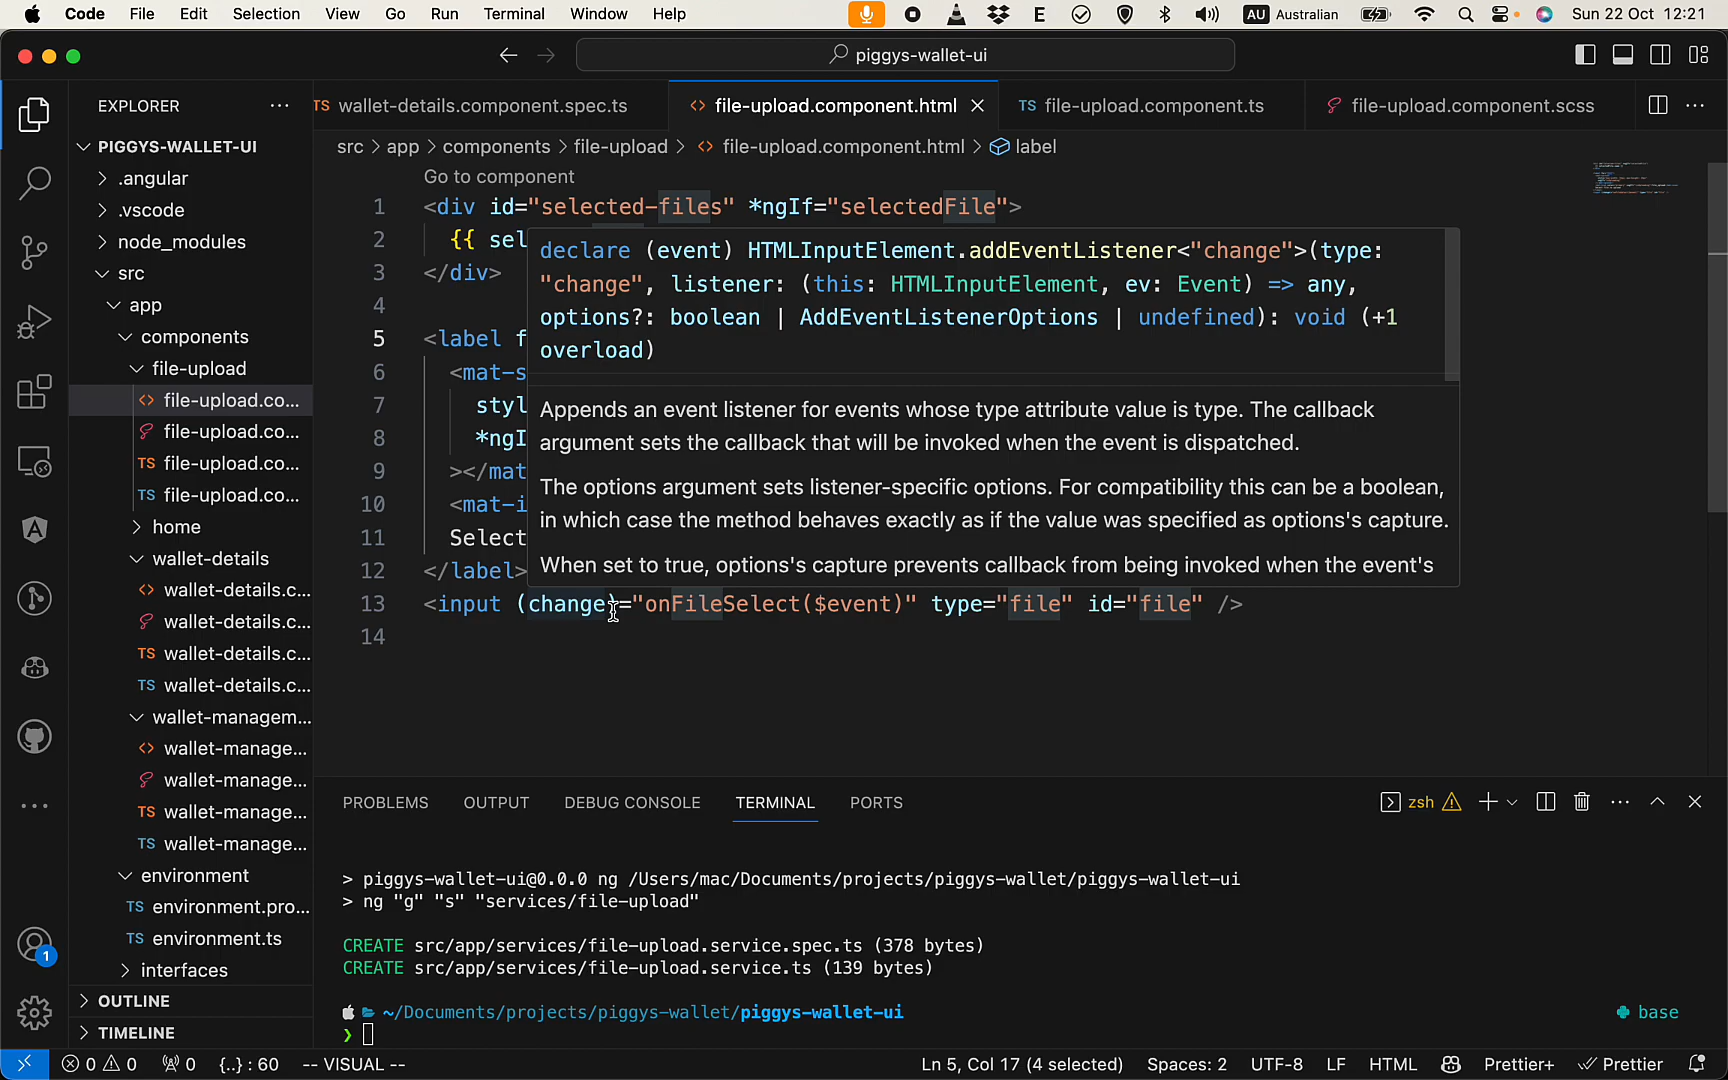 Code File Edit Selection View Go Run Terminal Window Help E AU Australian Sun 22 Oct 12:21
piggys-wallet-ui
EXPLORER ···
TS wallet-details.component.spec.ts <> file-upload.component.html TS file-upload.component.ts file-upload.component.scss ···
PIGGYS-WALLET-UI
src > app > components > file-upload > <> file-upload.component.html > label
.angular
.vscode
node_modules
src
app
components
file-upload
<> file-upload.co...
file-upload.co...
TS file-upload.co...
TS file-upload.co...
home
wallet-details
<> wallet-details.c...
wallet-details.c...
TS wallet-details.c...
TS wallet-details.c...
wallet-managem...
<> wallet-manage...
wallet-manage...
TS wallet-manage...
TS wallet-manage...
environment
TS environment.pro...
TS environment.ts
interfaces
OUTLINE
TIMELINE
Go to component
1 <div id="selected-files" *ngIf="selectedFile">
2 {{ sel
3 </div>
4
5 <label f
6 <mat-s
7 styl
8 *ngI
9 ></mat
10 <mat-i
11 Select
12 </label>
13 <input (change)="onFileSelect($event)" type="file" id="file" />
14
declare (event) HTMLInputElement.addEventListener<"change">(type:
"change", listener: (this: HTMLInputElement, ev: Event) => any,
options?: boolean | AddEventListenerOptions | undefined): void (+1
overload)
Appends an event listener for events whose type attribute value is type. The callback
argument sets the callback that will be invoked when the event is dispatched.
The options argument sets listener-specific options. For compatibility this can be a boolean,
in which case the method behaves exactly as if the value was specified as options's capture.
When set to true, options's capture prevents callback from being invoked when the event's
PROBLEMS OUTPUT DEBUG CONSOLE TERMINAL PORTS zsh ···
> piggys-wallet-ui@0.0.0 ng /Users/mac/Documents/projects/piggys-wallet/piggys-wallet-ui
> ng "g" "s" "services/file-upload"
CREATE src/app/services/file-upload.service.spec.ts (378 bytes)
CREATE src/app/services/file-upload.service.ts (139 bytes)
~/Documents/projects/piggys-wallet/piggys-wallet-ui base
❯
1
0 0 0 {..} : 60 -- VISUAL -- Ln 5, Col 17 (4 selected) Spaces: 2 UTF-8 LF HTML Prettier+ Prettier